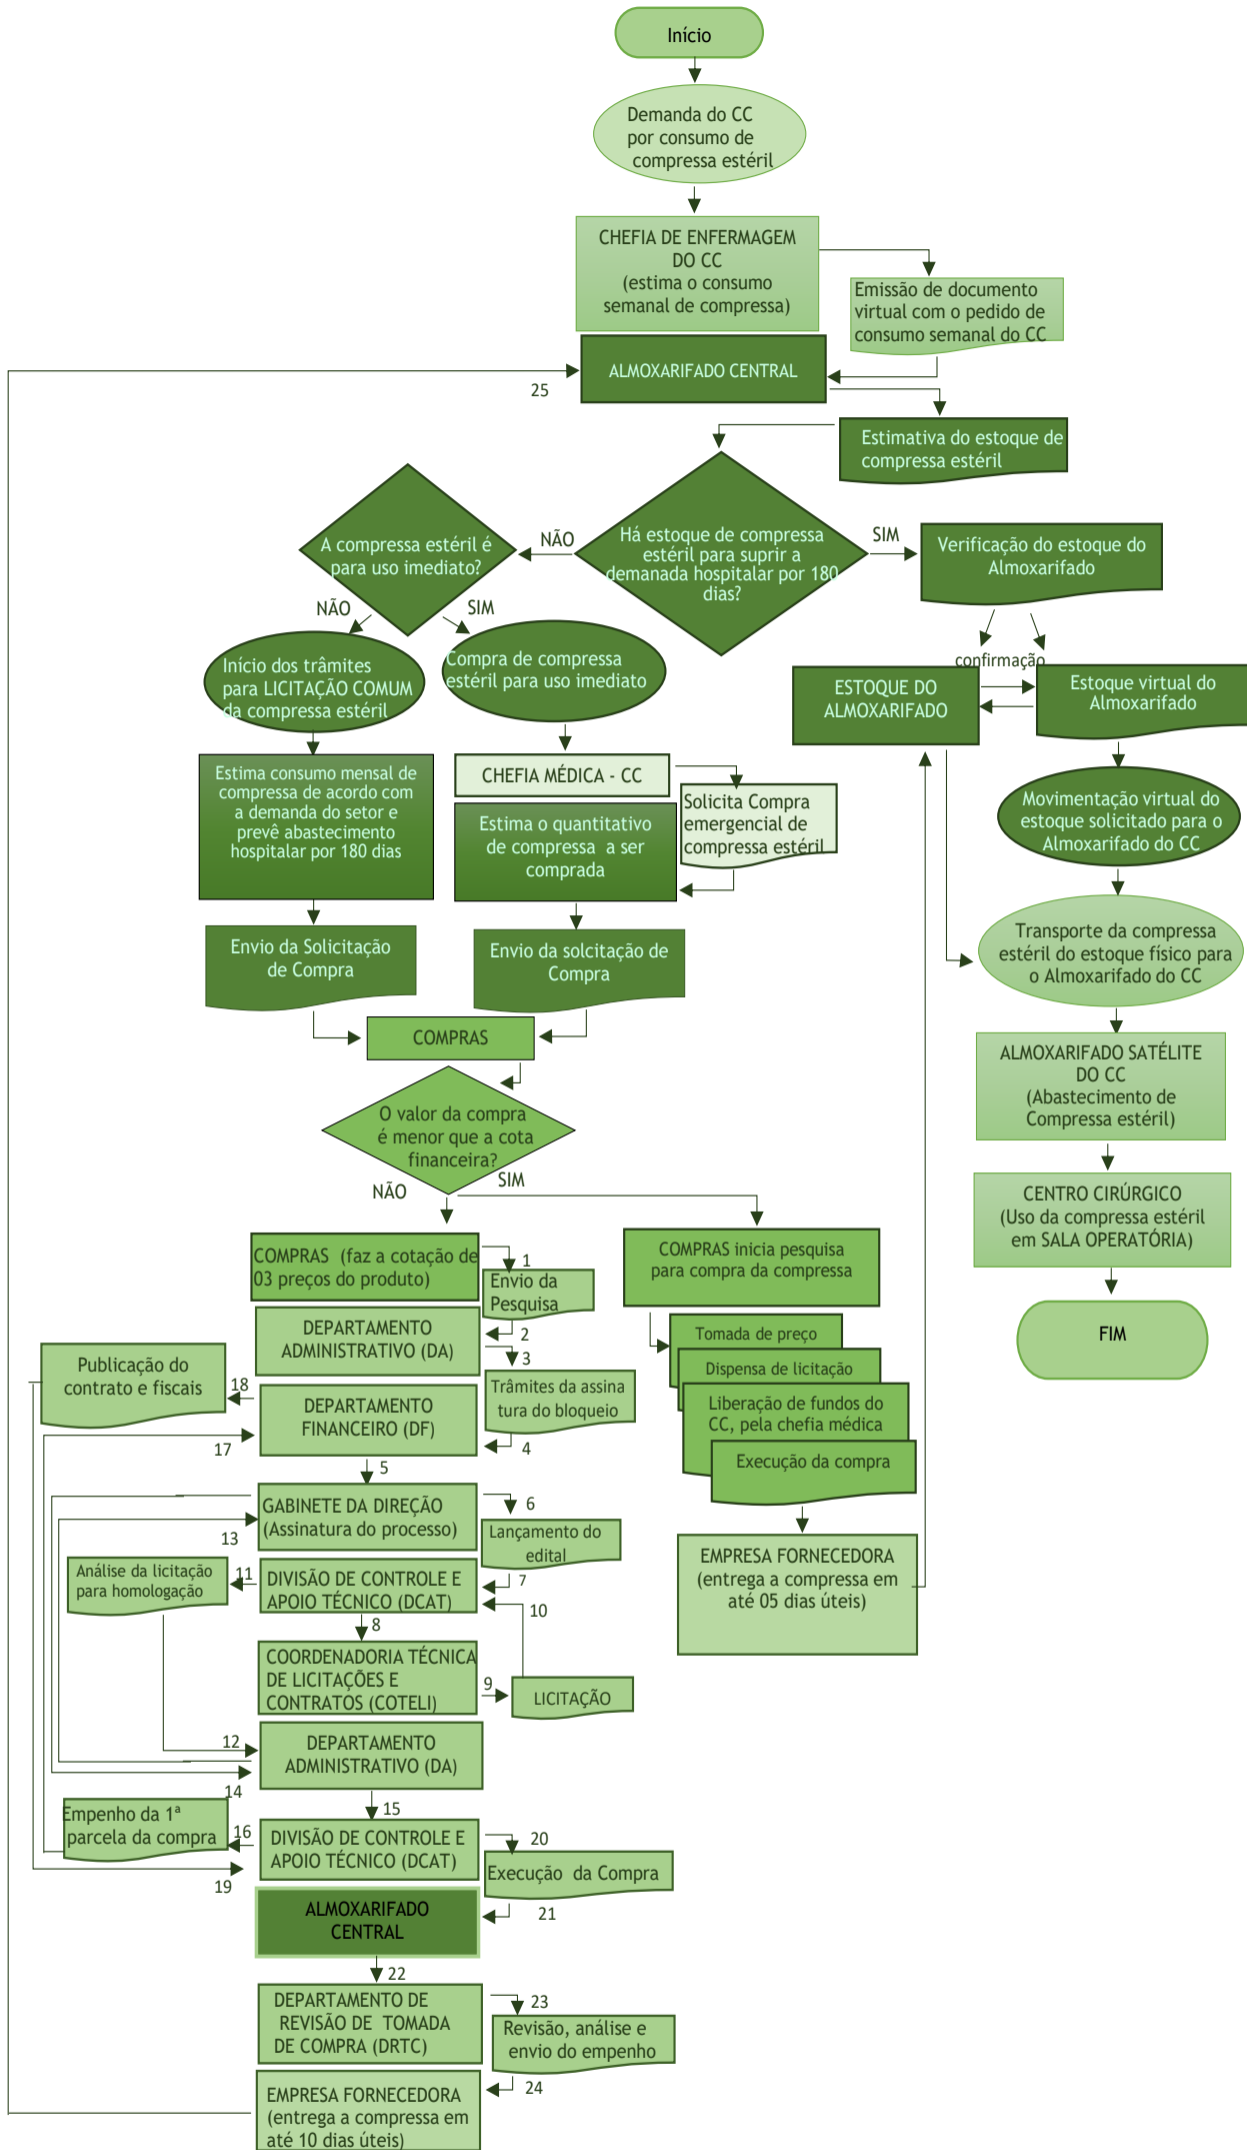 Início
Demanda do CC
por consumo de
compressa estéril
CHEFIA DE ENFERMAGEM
DO CC
(estima o consumo
semanal de compressa)
Emissão de documento
virtual com o pedido de
consumo semanal do CC
ALMOXARIFADO CENTRAL
25
Estimativa do estoque de
compressa estéril
Há estoque de compressa
estéril para suprir a
demanada hospitalar por 180
dias?
NÃO
SIM
A compressa estéril é
para uso imediato?
NÃO
SIM
Verificação do estoque do
Almoxarifado
confirmação
Início dos trâmites
para LICITAÇÃO COMUM
da compressa estéril
Compra de compressa
estéril para uso imediato
ESTOQUE DO
ALMOXARIFADO
Estoque virtual do
Almoxarifado
Estima consumo mensal de
compressa de acordo com
a demanda do setor e
prevê abastecimento
hospitalar por 180 dias
CHEFIA MÉDICA - CC
Solicita Compra
emergencial de
compressa estéril
Estima o quantitativo
de compressa a ser
comprada
Movimentação virtual do
estoque solicitado para o
Almoxarifado do CC
Envio da Solicitação
de Compra
Envio da solcitação de
Compra
Transporte da compressa
estéril do estoque físico para
o Almoxarifado do CC
COMPRAS
ALMOXARIFADO SATÉLITE
DO CC
(Abastecimento de
Compressa estéril)
O valor da compra
é menor que a cota
financeira?
NÃO
SIM
CENTRO CIRÚRGICO
(Uso da compressa estéril
em SALA OPERATÓRIA)
FIM
COMPRAS (faz a cotação de
03 preços do produto)
1
Envio da
Pesquisa
2
COMPRAS inicia pesquisa
para compra da compressa
Tomada de preço
Dispensa de licitação
Liberação de fundos do
CC, pela chefia médica
Execução da compra
EMPRESA FORNECEDORA
(entrega a compressa em
até 05 dias úteis)
DEPARTAMENTO
ADMINISTRATIVO (DA)
3
Trâmites da assina
tura do bloqueio
4
Publicação do
contrato e fiscais
18
DEPARTAMENTO
FINANCEIRO (DF)
17
5
GABINETE DA DIREÇÃO
(Assinatura do processo)
6
13
Lançamento do
edital
7
Análise da licitação
para homologação
11
DIVISÃO DE CONTROLE E
APOIO TÉCNICO (DCAT)
10
8
COORDENADORIA TÉCNICA
DE LICITAÇÕES E
CONTRATOS (COTELI)
9
LICITAÇÃO
12
DEPARTAMENTO
ADMINISTRATIVO (DA)
14
15
Empenho da 1ª
parcela da compra
16
DIVISÃO DE CONTROLE E
APOIO TÉCNICO (DCAT)
19
20
Execução da Compra
21
ALMOXARIFADO
CENTRAL
22
DEPARTAMENTO DE
REVISÃO DE TOMADA
DE COMPRA (DRTC)
23
Revisão, análise e
envio do empenho
24
EMPRESA FORNECEDORA
(entrega a compressa em
até 10 dias úteis)